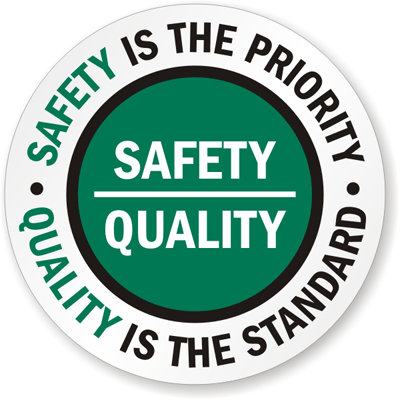 SAFETY IS THE PRIORITY
SAFETY
QUALITY
• QUALITY IS THE STANDARD •